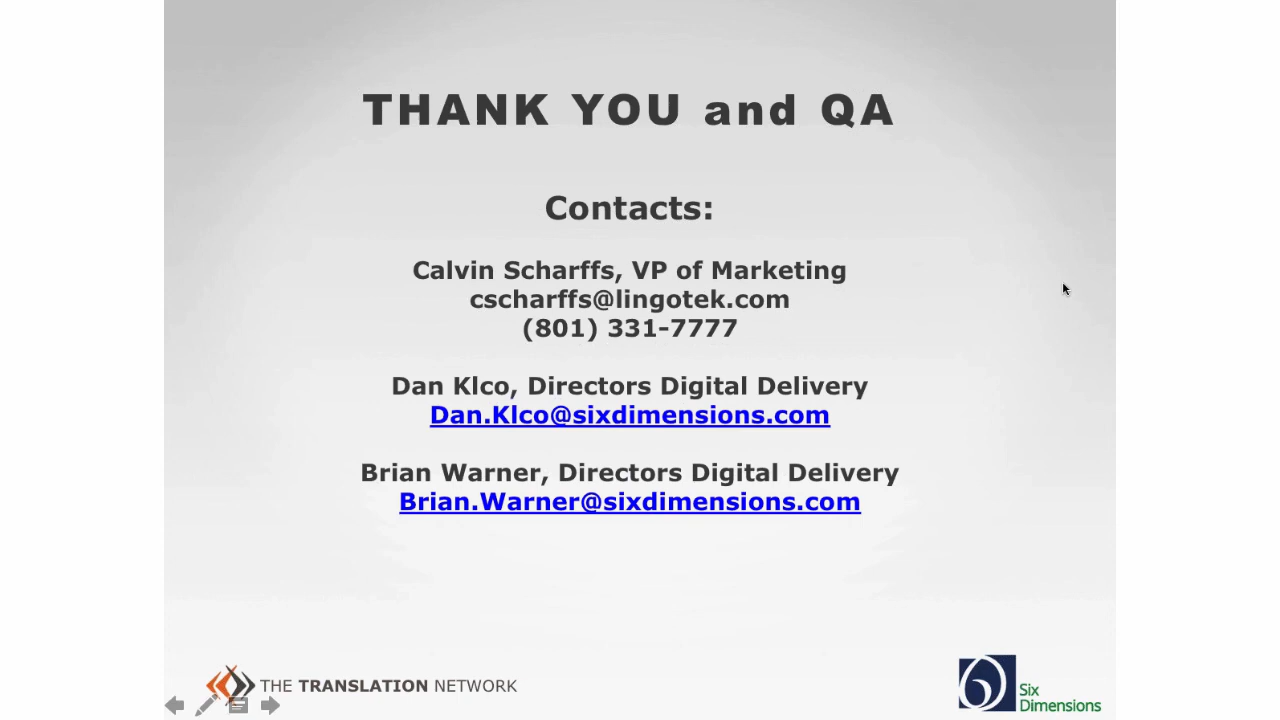 THANK YOU and QA
Contacts:
Calvin Scharffs, VP of Marketing
cscharffs@lingotek.com
(801) 331-7777
Dan Klco, Directors Digital Delivery
Dan.Klco@sixdimensions.com
Brian Warner, Directors Digital Delivery
Brian.Warner@sixdimensions.com
THE TRANSLATION NETWORK
Six
Dimensions